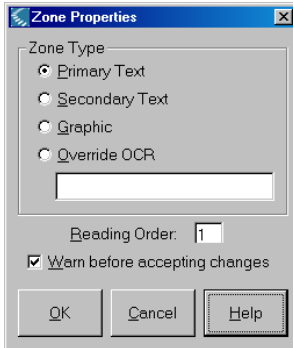 Zone Properties
Zone Type
Primary Text
Secondary Text
Graphic
Override OCR
Reading Order: 1
Warn before accepting changes
OK Cancel Help